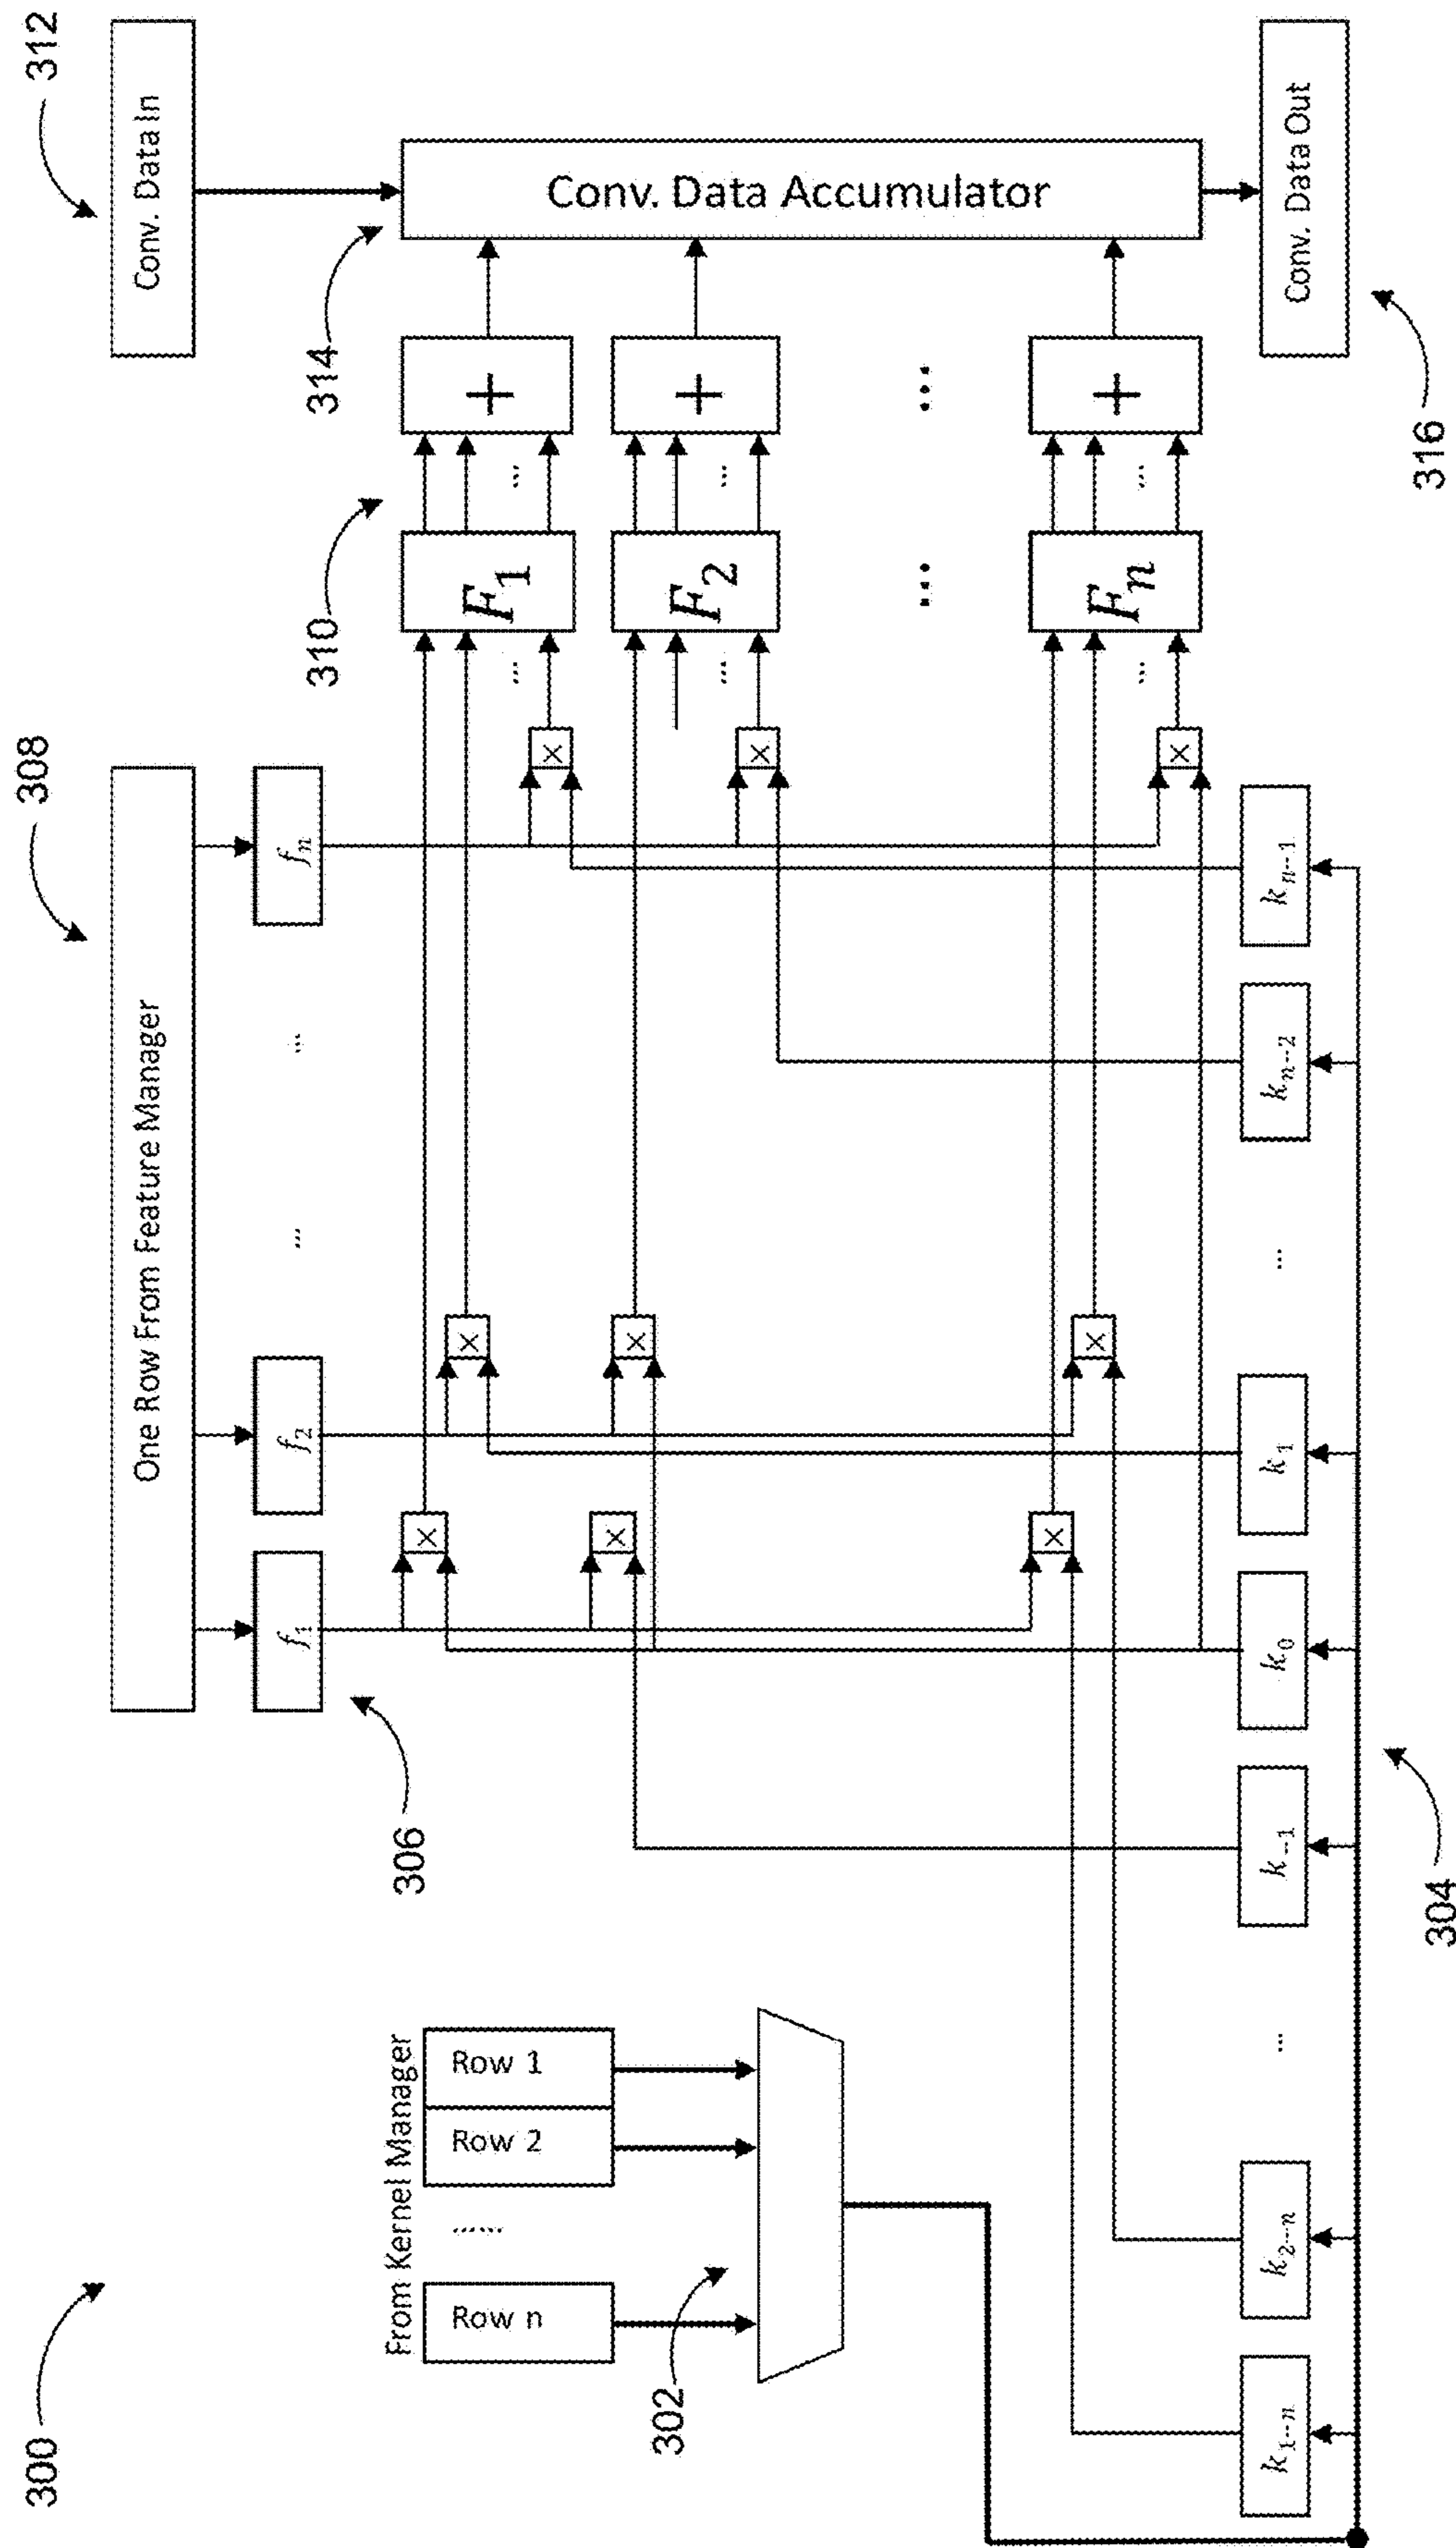 300
From Kernel Manager
Row n
......
Row 2
Row 1
302
308
One Row From Feature Manager
f₁
f₂
...
...
fₙ
306
312
Conv. Data In
310
314
×
×
...
×
F₁
...
+
×
×
...
×
F₂
...
+
...
...
×
×
...
×
Fₙ
...
+
Conv. Data Accumulator
k₁₋ₙ
k₂₋ₙ
...
k₋₁
k₀
k₁
...
kₙ₋₂
kₙ₋₁
Conv. Data Out
304
316